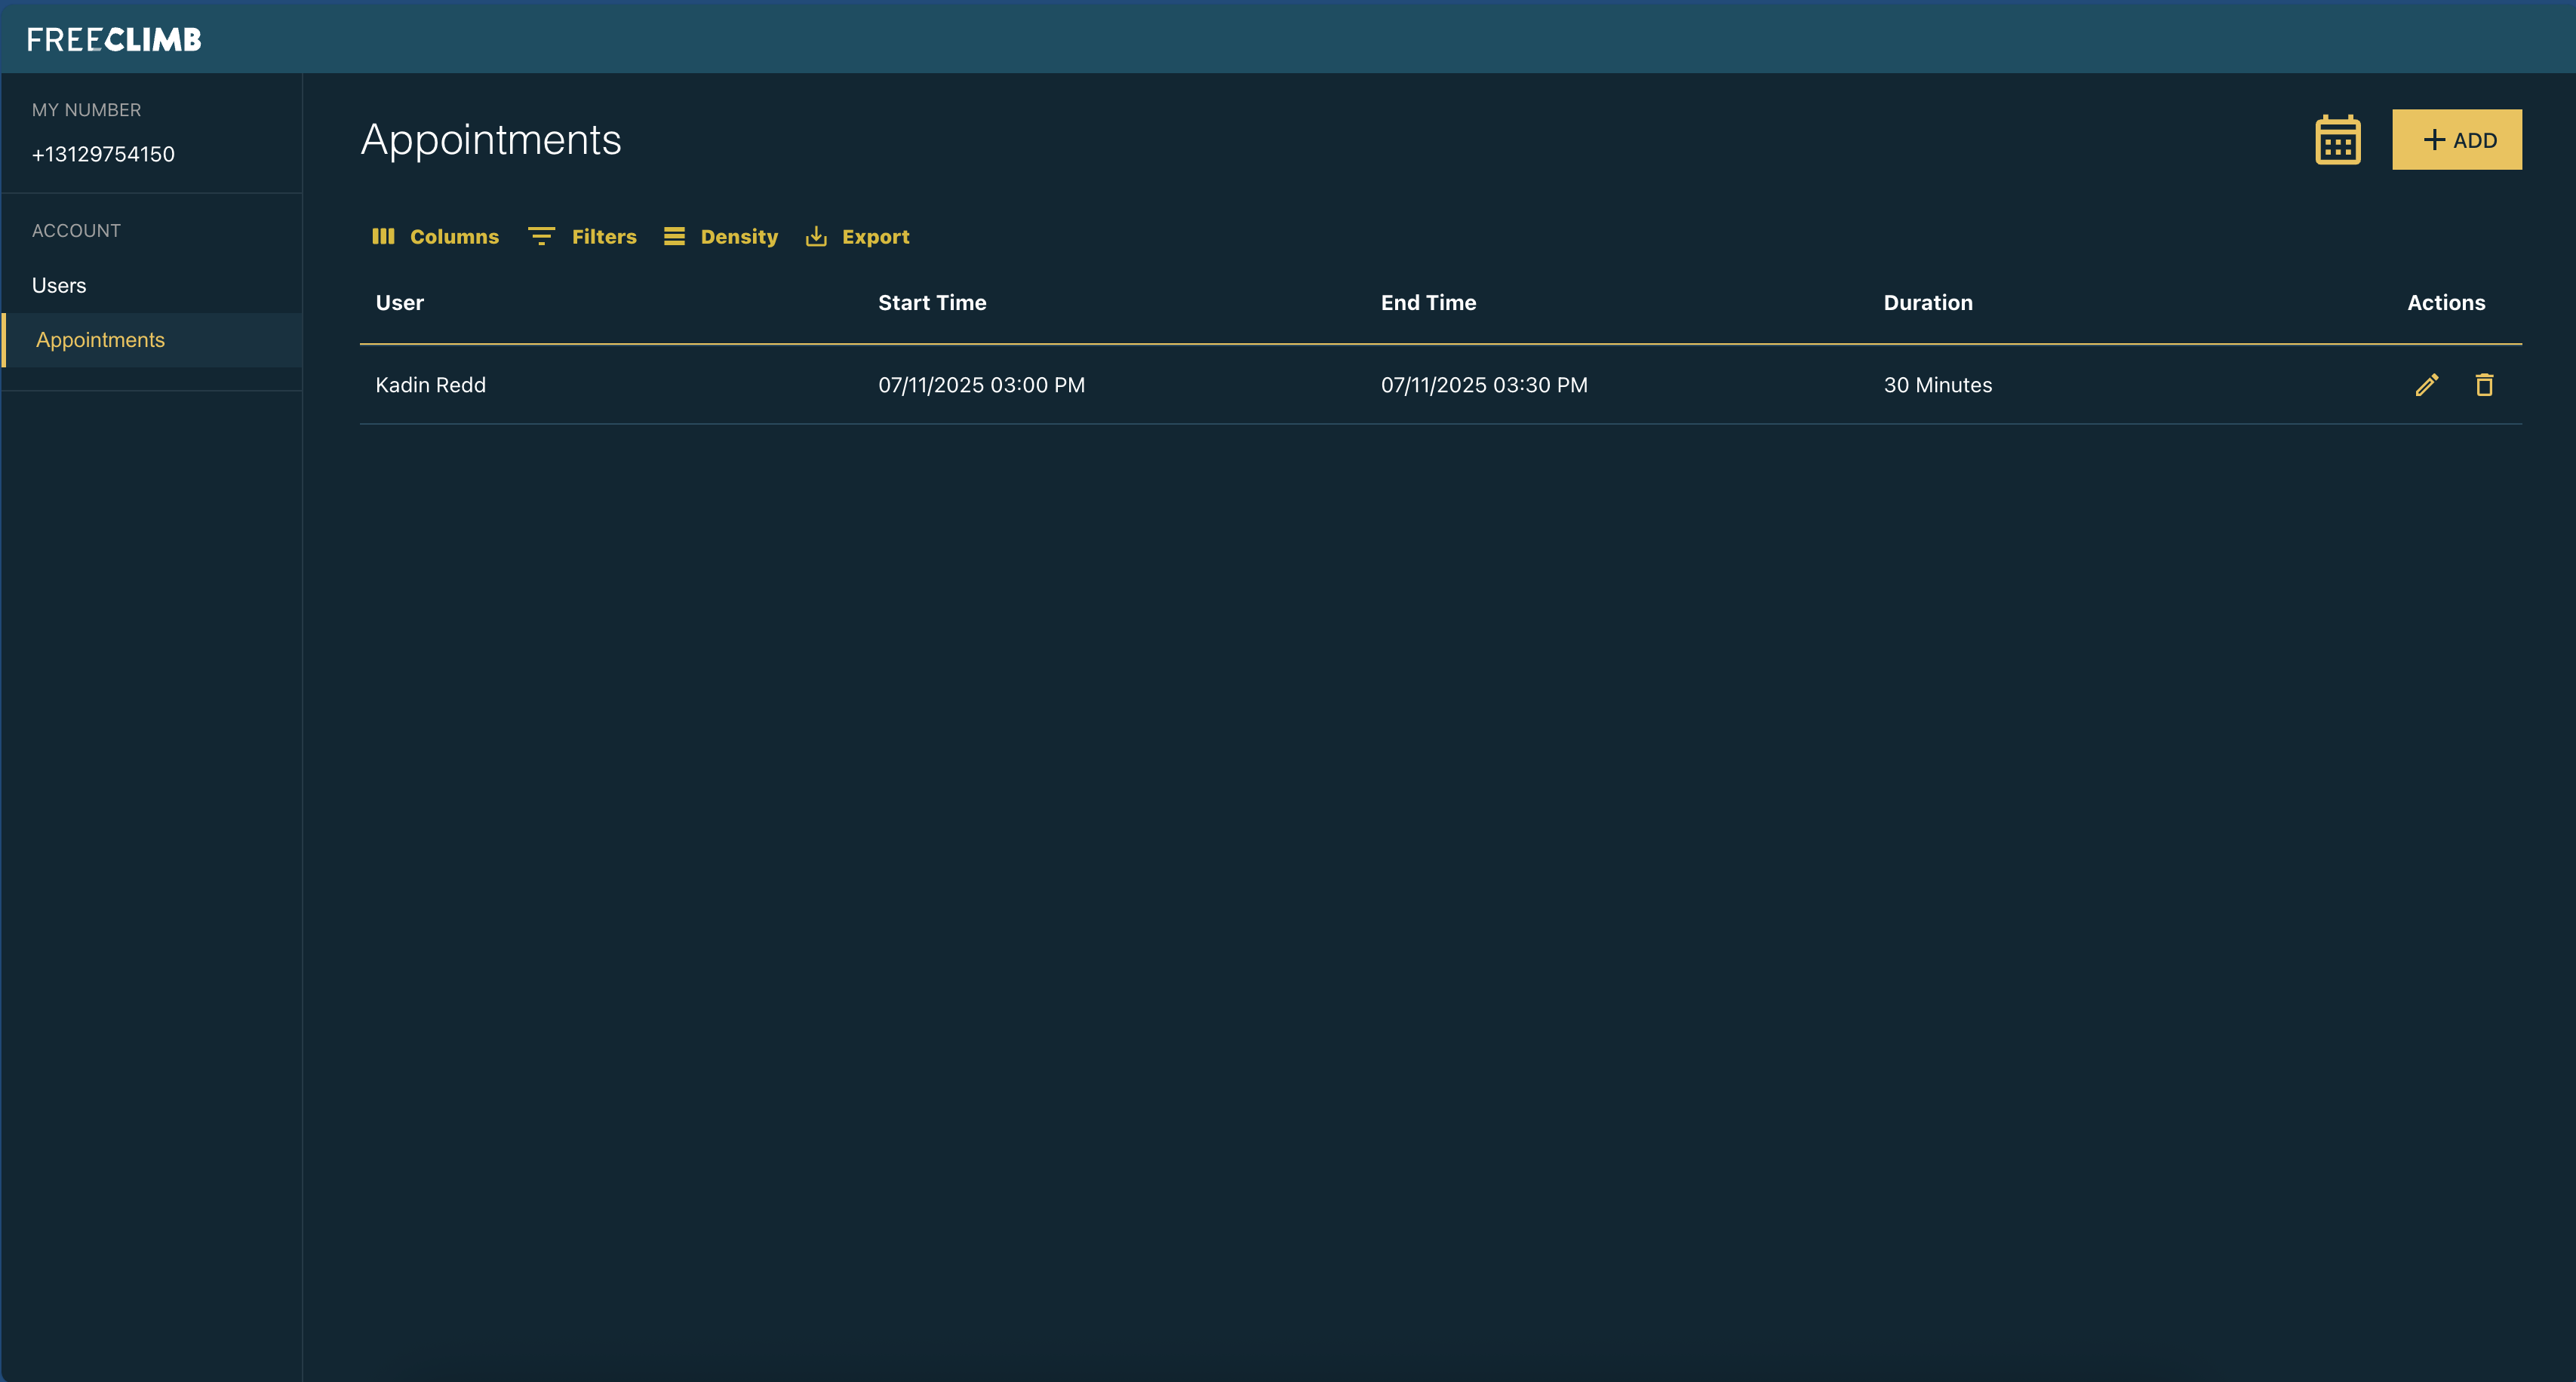 FREECLIMB
MY NUMBER
+13129754150
ACCOUNT
Users
Appointments
Appointments
ADD
Columns Filters Density Export
User Start Time End Time Duration Actions
Kadin Redd 07/11/2025 03:00 PM 07/11/2025 03:30 PM 30 Minutes